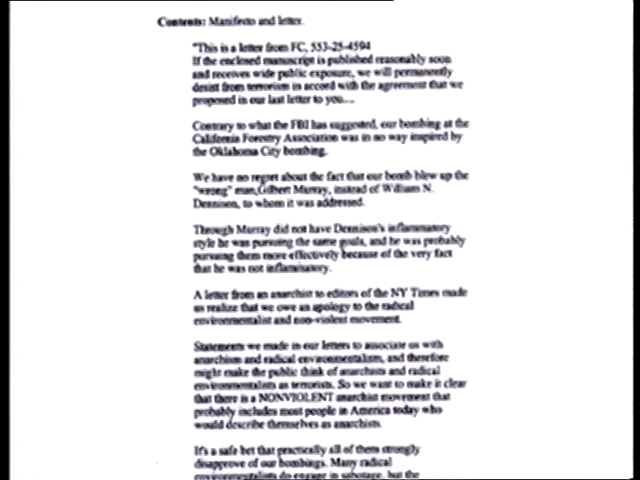 Contents: Manifesto and letter.
"This is a letter from FC, 553-25-4594
If the enclosed manuscript is published reasonably soon
and receives wide public exposure, we will permanently
desist from terrorism in accord with the agreement that we
proposed in our last letter to you....
Contrary to what the FBI has suggested, our bombing at the
California Forestry Association was in no way inspired by
the Oklahoma City bombing.
We have no regret about the fact that our bomb blew up the
"wrong" man,Gilbert Murray, instead of William N.
Dennison, to whom it was addressed.
Through Murray did not have Dennison's inflammatory
style he was pursuing the same goals, and he was probably
pursuing them more effectively because of the very fact
that he was not inflammatory.
A letter from an anarchist to editors of the NY Times made
us realize that we owe an apology to the radical
environmentalist and non-violent movement.
Statements we made in our letters to associate us with
anarchism and radical environmentalism, and therefore
might make the public think of anarchists and radical
environmentalists as terrorists. So we want to make it clear
that there is a NONVIOLENT anarchist movement that
probably includes most people in America today who
would describe themselves as anarchists.
It's a safe bet that practically all of them strongly
disapprove of our bombings. Many radical
environmentalists do engage in sabotage, but the